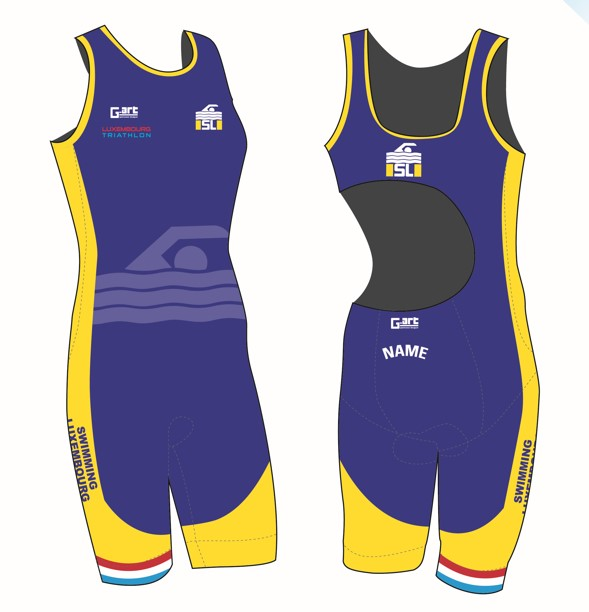 G-art
LUXEMBOURG
TRIATHLON
SL
SWIMMING
LUXEMBOURG
SL
G-art
NAME
SWIMMING